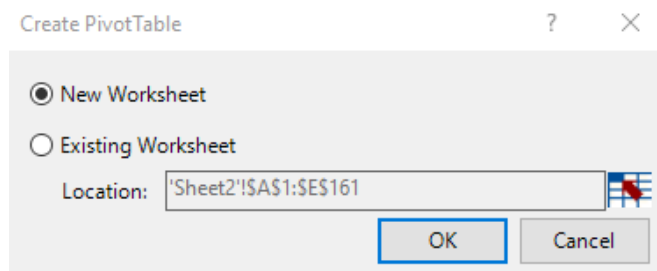 Create PivotTable ?
New Worksheet
Existing Worksheet
Location: 'Sheet2'!$A$1:$E$161
OK Cancel